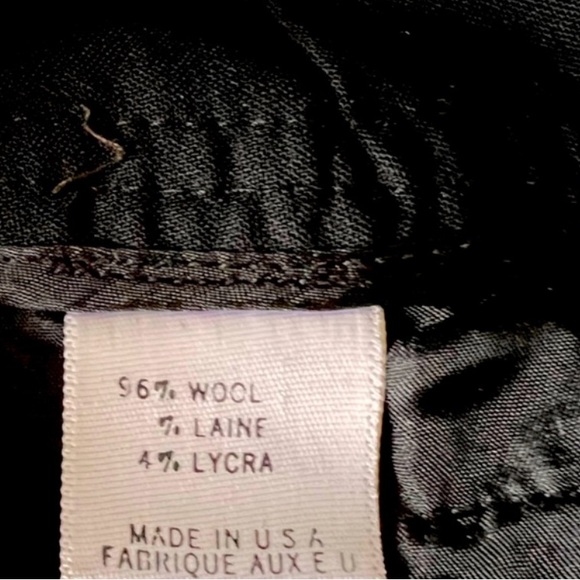 96% WOOL
% LAINE
4% LYCRA
MADE IN U S A
FABRIQUE AUX E U